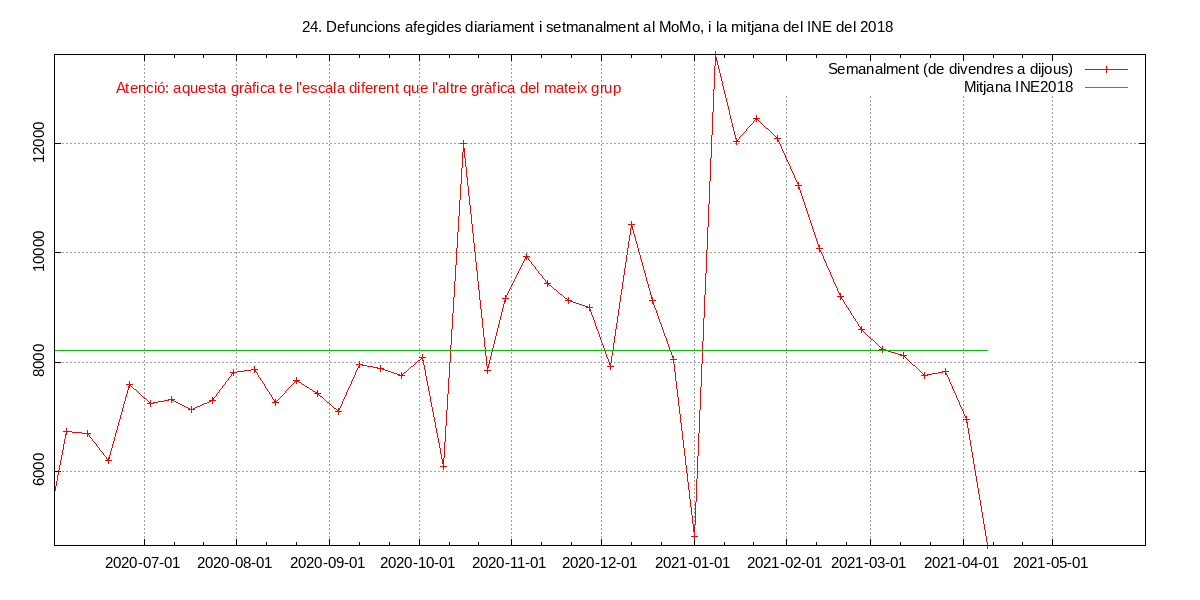 24. Defuncions afegides diariament i setmanalment al MoMo, i la mitjana del INE del 2018
Semanalment (de divendres a dijous)
Mitjana INE2018
Atenció: aquesta gràfica te l'escala diferent que l'altre gràfica del mateix grup
12000
10000
8000
6000
2020-07-01 2020-08-01 2020-09-01 2020-10-01 2020-11-01 2020-12-01 2021-01-01 2021-02-01 2021-03-01 2021-04-01 2021-05-01